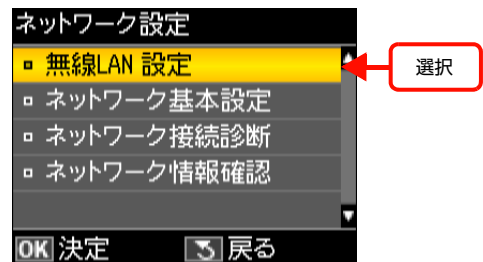 ネットワーク設定
無線LAN 設定
選択
ネットワーク基本設定
ネットワーク接続診断
ネットワーク情報確認
OK 決定 戻る